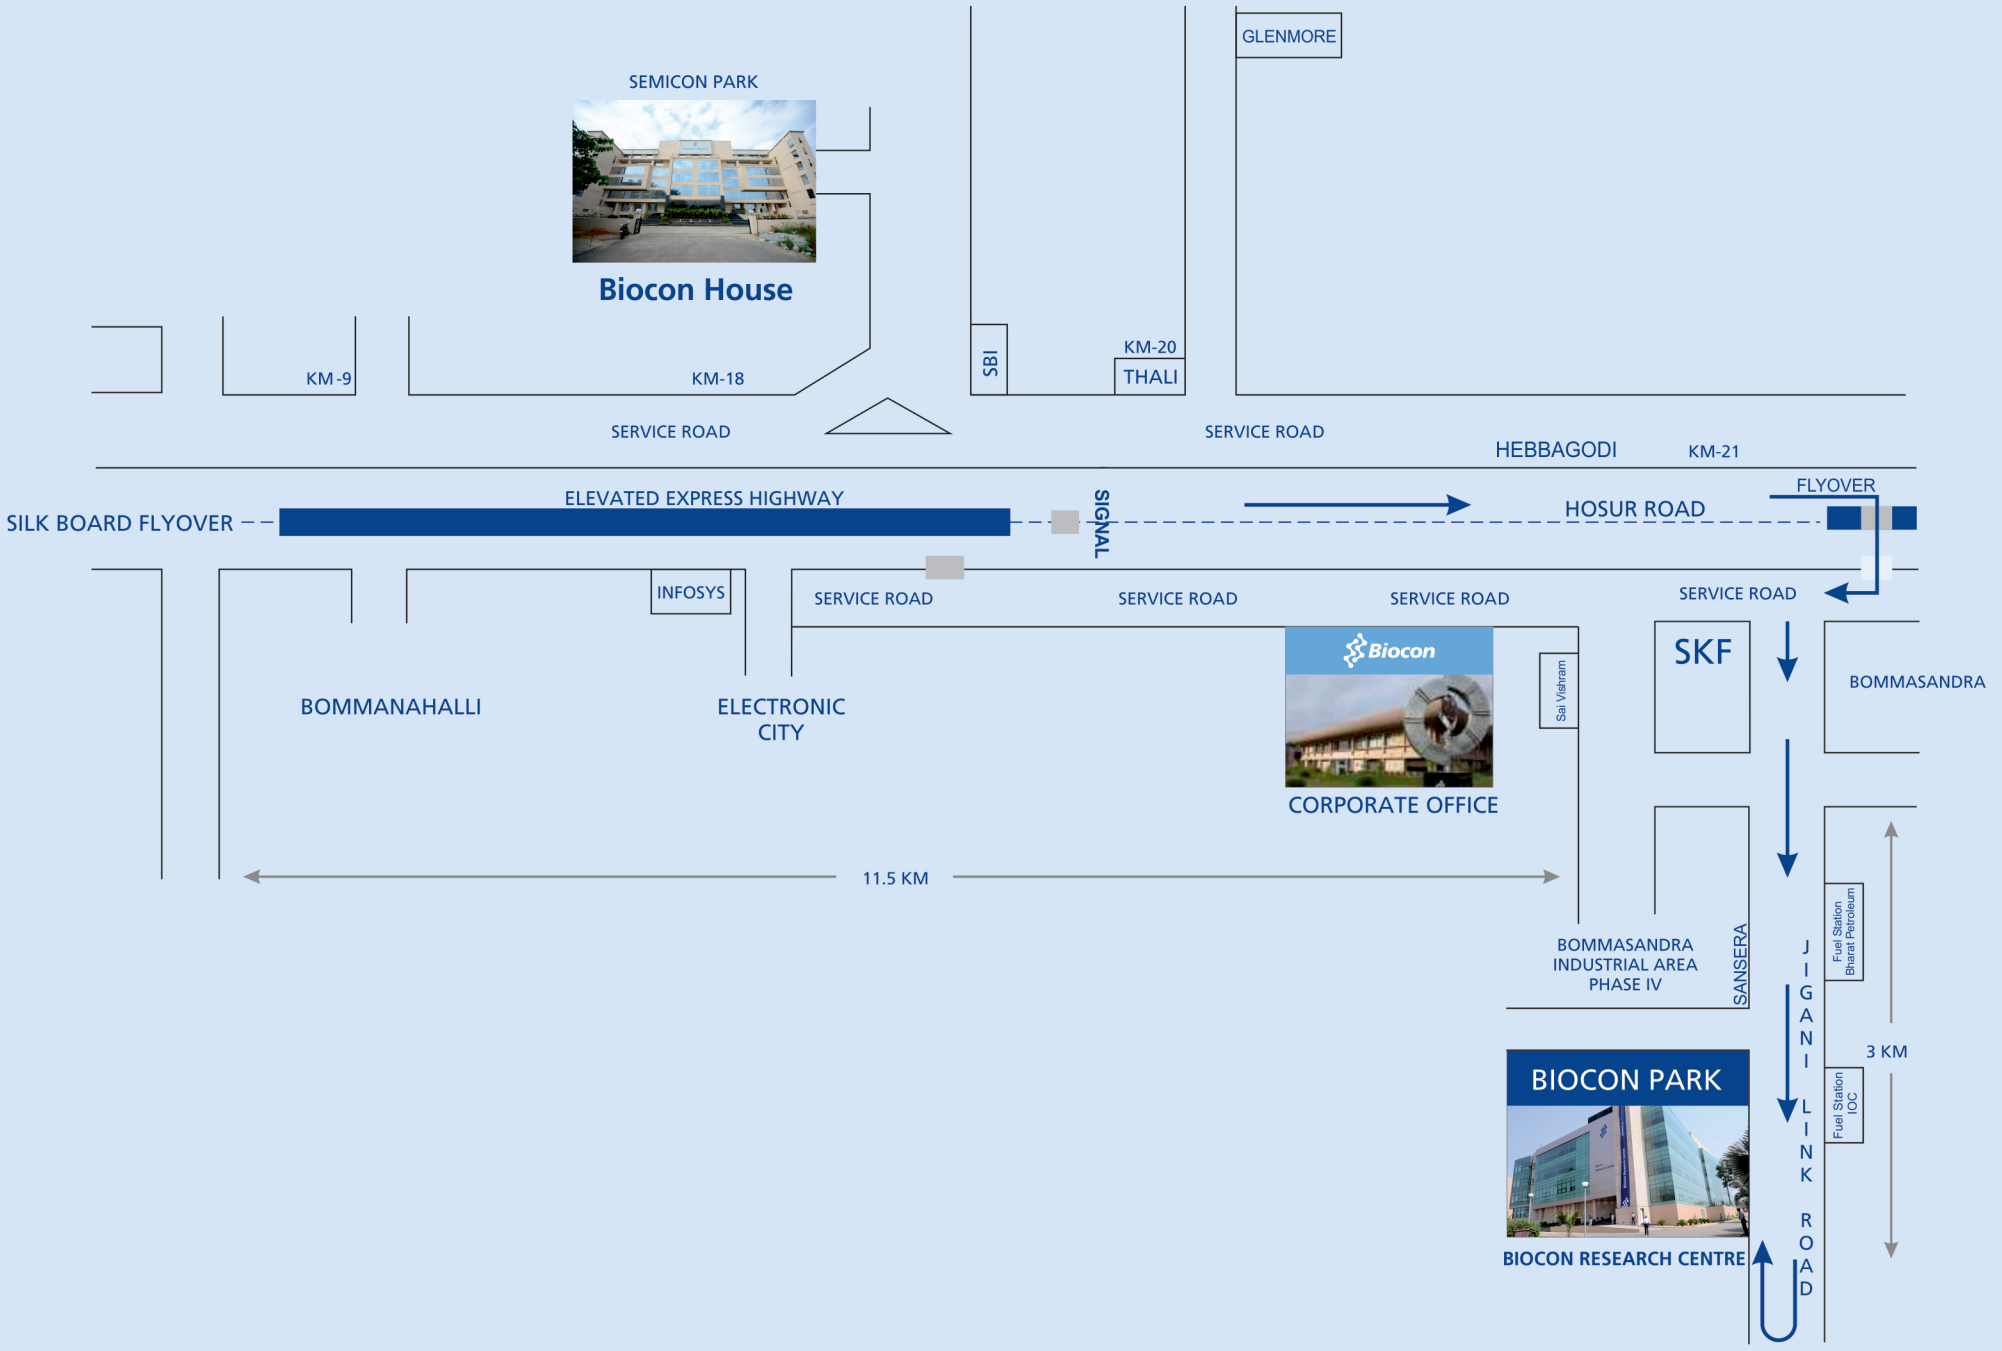 GLENMORE
SEMICON PARK
Biocon House
KM -9
KM-18
SBI
KM-20
THALI
SERVICE ROAD
SERVICE ROAD
HEBBAGODI
KM-21
FLYOVER
ELEVATED EXPRESS HIGHWAY
SIGNAL
HOSUR ROAD
SILK BOARD FLYOVER
INFOSYS
SERVICE ROAD
SERVICE ROAD
SERVICE ROAD
SERVICE ROAD
Biocon
SKF
Sai Vishram
BOMMASANDRA
BOMMANAHALLI
ELECTRONIC
CITY
CORPORATE OFFICE
11.5 KM
Fuel Station
Bharat Petroleum
BOMMASANDRA
INDUSTRIAL AREA
PHASE IV
SANSERA
JIGANI LINK ROAD
3 KM
Fuel Station
IOC
BIOCON PARK
BIOCON RESEARCH CENTRE